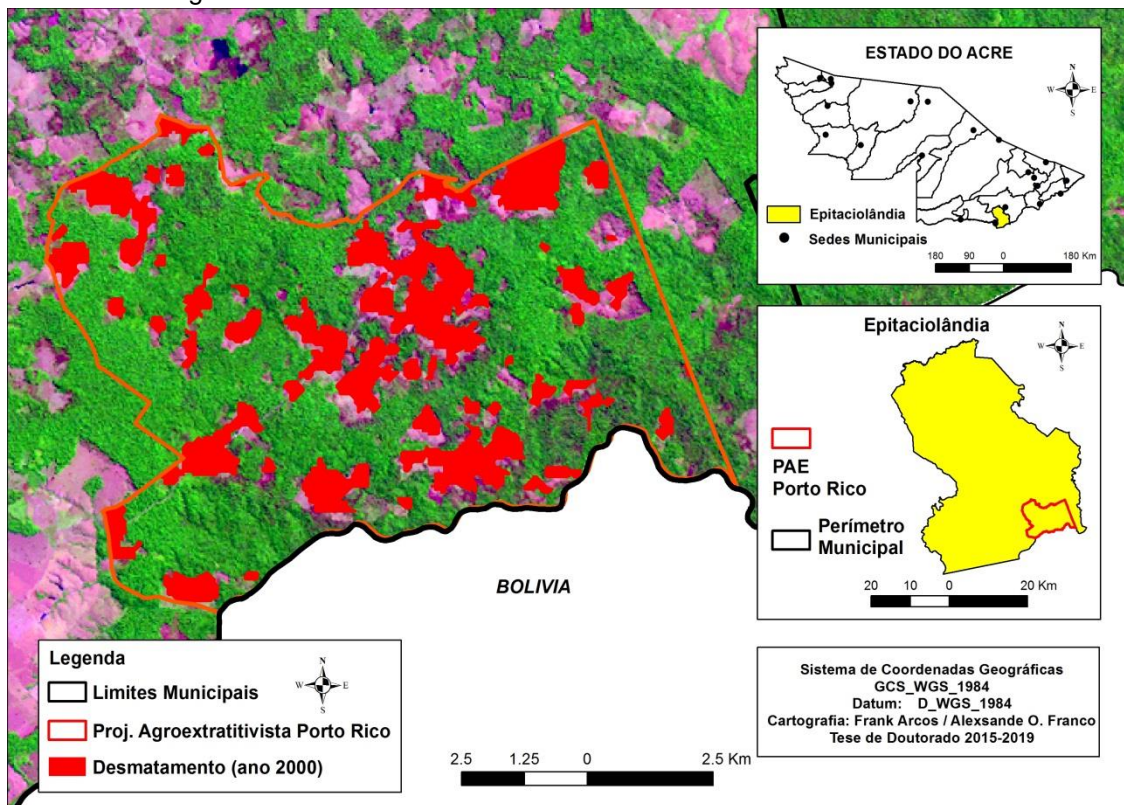 ESTADO DO ACRE
N
W E
S
Epitaciolândia
Sedes Municipais
180 90 0 180 Km
Epitaciolândia
N
W E
S
PAE
Porto Rico
Perímetro
Municipal
20 10 0 20 Km
BOLIVIA
Legenda
N
W E
S
Limites Municipais
Proj. Agroextratitivista Porto Rico
Desmatamento (ano 2000)
2.5 1.25 0 2.5 Km
Sistema de Coordenadas Geográficas
GCS_WGS_1984
Datum: D_WGS_1984
Cartografia: Frank Arcos / Alexsande O. Franco
Tese de Doutorado 2015-2019